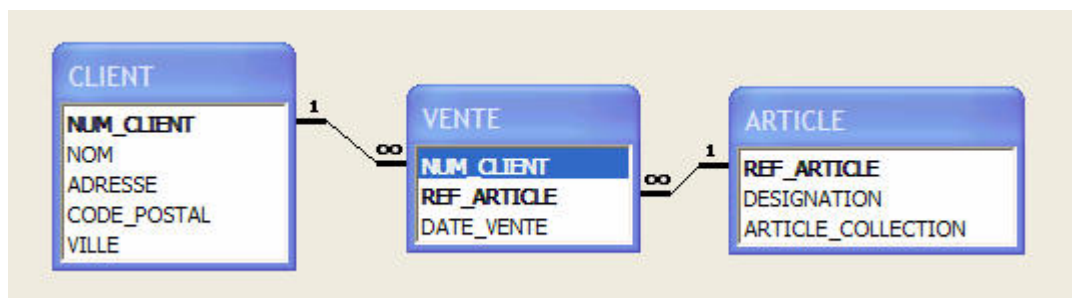 CLIENT
NUM_CLIENT
NOM
ADRESSE
CODE_POSTAL
VILLE
1
∞
VENTE
NUM_CLIENT
REF_ARTICLE
DATE_VENTE
∞
1
ARTICLE
REF_ARTICLE
DESIGNATION
ARTICLE_COLLECTION